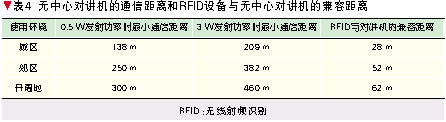 ▼表4 无中心对讲机的通信距离和RFID设备与无中心对讲机的兼容距离
使用环境 0.5 W发射功率时最小通信距离 3 W发射功率时最小通信距离 RFID与对讲机的兼容距离
城区 138 m 209 m 28 m
郊区 250 m 382 m 52 m
开阔地 300 m 460 m 62 m
RFID:无线射频识别